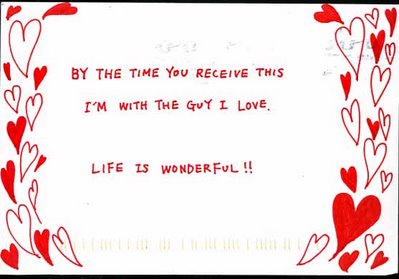 BY THE TIME YOU RECEIVE THIS
I'M WITH THE GUY I LOVE.
LIFE IS WONDERFUL!!